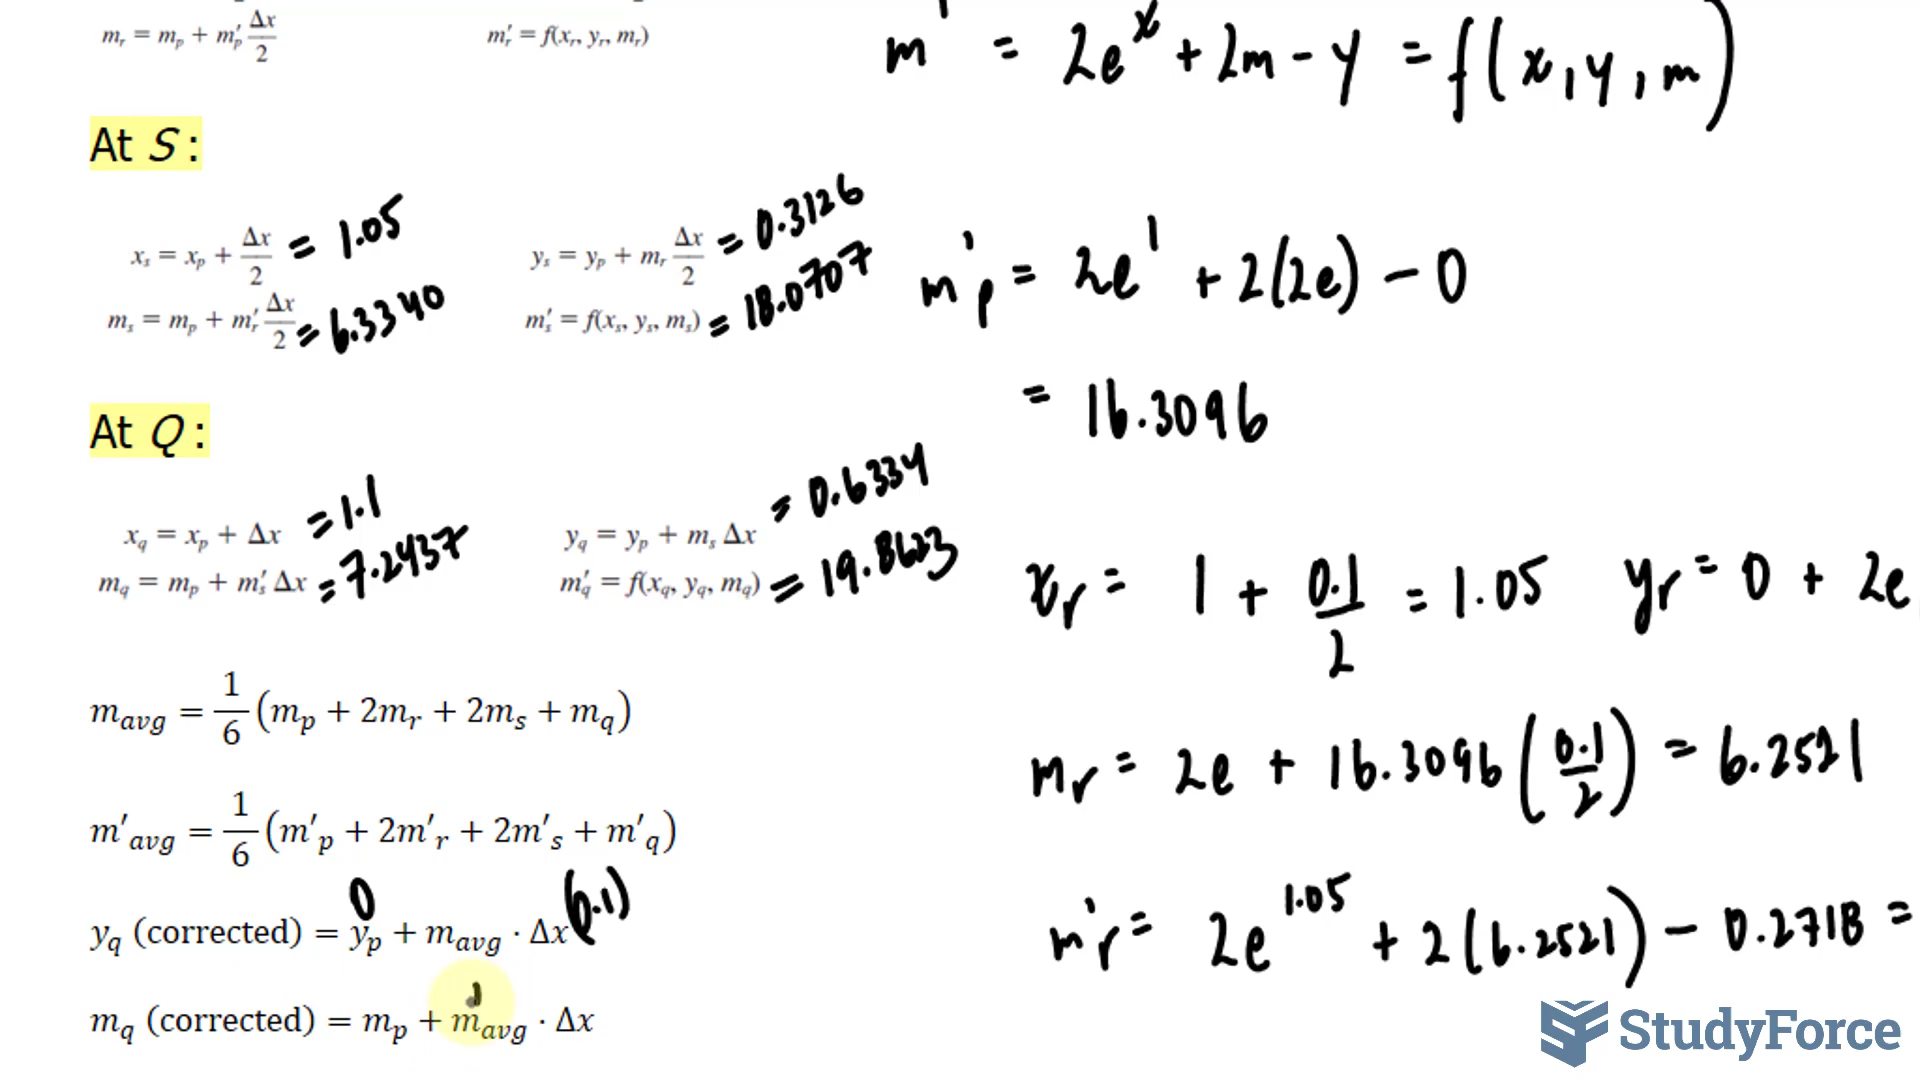 m_r = m_p + m'_p Δx/2    m'_r = f(x_r, y_r, m_r)
m' = 2e^x + 2m - y = f(x, y, m)
At S:
x_s = x_p + Δx/2 = 1.05    y_s = y_p + m_r Δx/2 = 0.3126
m_s = m_p + m'_r Δx/2 = 6.3340    m'_s = f(x_s, y_s, m_s) = 18.0707
m'_p = 2e^1 + 2(2e) - 0
= 16.3096
At Q:
x_q = x_p + Δx = 1.1    y_q = y_p + m_s Δx = 0.6334
m_q = m_p + m'_s Δx = 7.2437    m'_q = f(x_q, y_q, m_q) = 19.8623
x_r = 1 + 0.1/2 = 1.05    y_r = 0 + 2e
m_avg = 1/6 (m_p + 2m_r + 2m_s + m_q)
m_r = 2e + 16.3096 (0.1/2) = 6.2521
m'_avg = 1/6 (m'_p + 2m'_r + 2m'_s + m'_q)
0 (0.1)
y_q (corrected) = y_p + m_avg · Δx
m'_r = 2e^1.05 + 2(6.2521) - 0.2718 =
m_q (corrected) = m_p + m'_avg · Δx
StudyForce